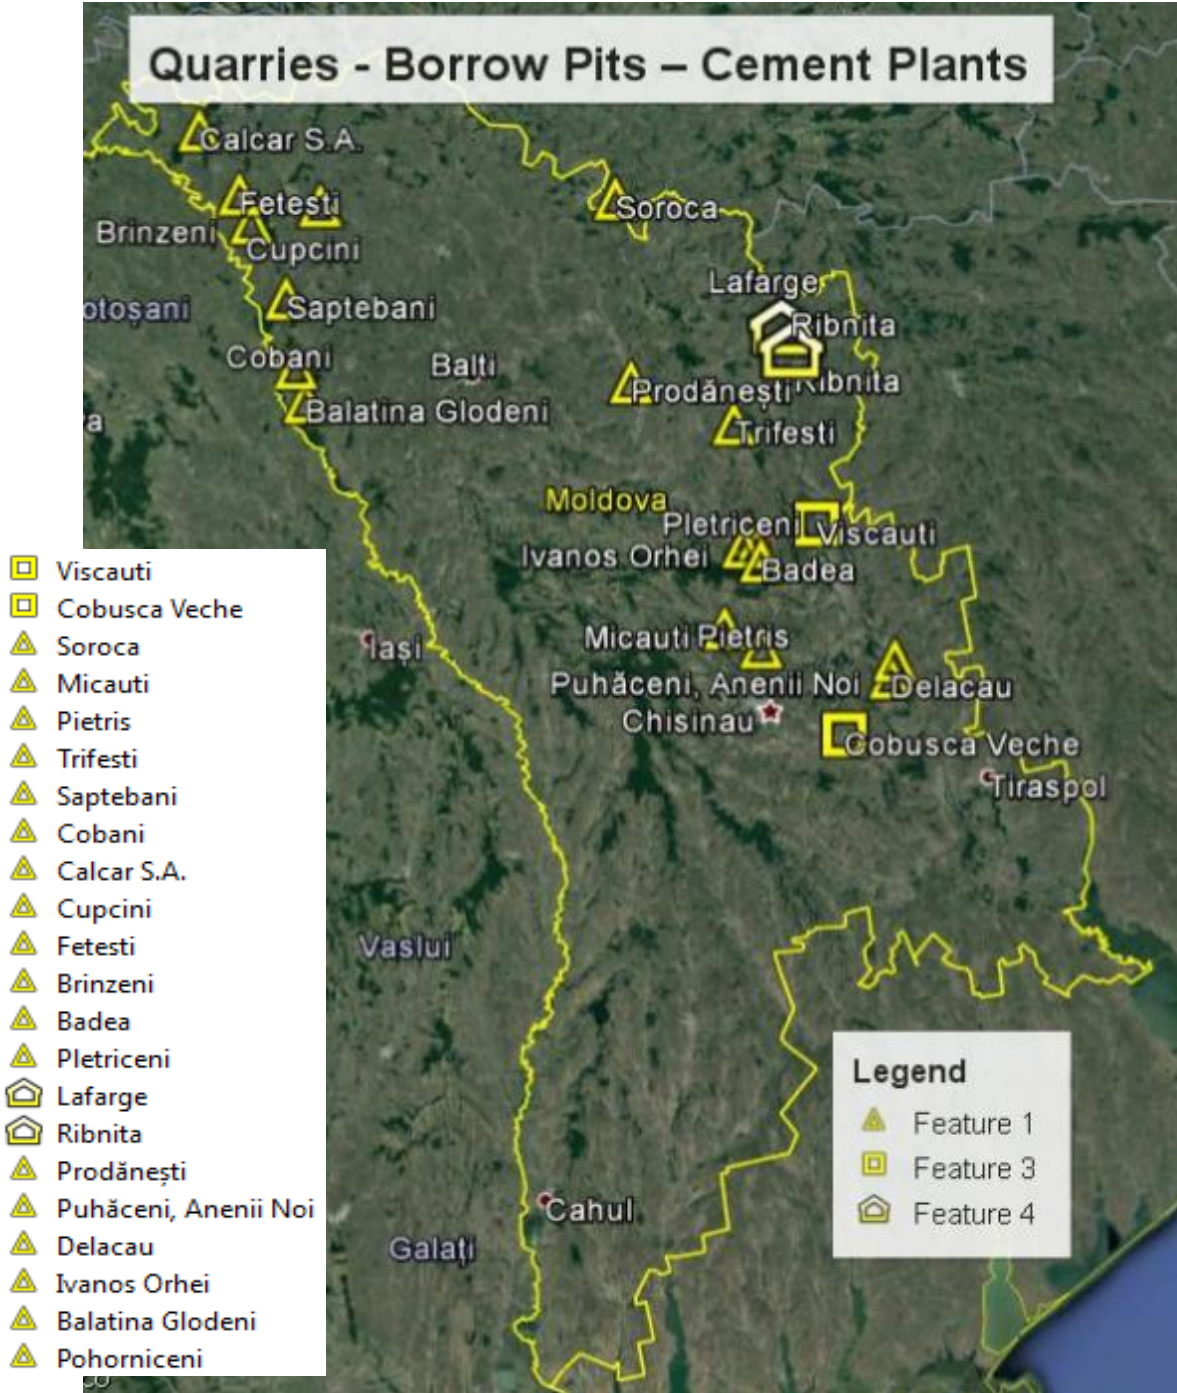 Quarries - Borrow Pits – Cement Plants
Calcar S.A.
Fetesti
Soroca
Brinzeni
Cupcini
Lafarge
otoșani
Saptebani
Ribnita
Cobani
Balti
Prodănești
Ribnita
Balatina Glodeni
a
Trifesti
Moldova
Pletriceni
Viscauti
Ivanos Orhei
Badea
Micauti
Pietris
Iași
Puhăceni, Anenii Noi
Delacau
Chisinau
Cobusca Veche
Tiraspol
Vaslui
Cahul
Galați
Viscauti
Cobusca Veche
Soroca
Micauti
Pietris
Trifesti
Saptebani
Cobani
Calcar S.A.
Cupcini
Fetesti
Brinzeni
Badea
Pletriceni
Lafarge
Ribnita
Prodănești
Puhăceni, Anenii Noi
Delacau
Ivanos Orhei
Balatina Glodeni
Pohorniceni
Legend
Feature 1
Feature 3
Feature 4